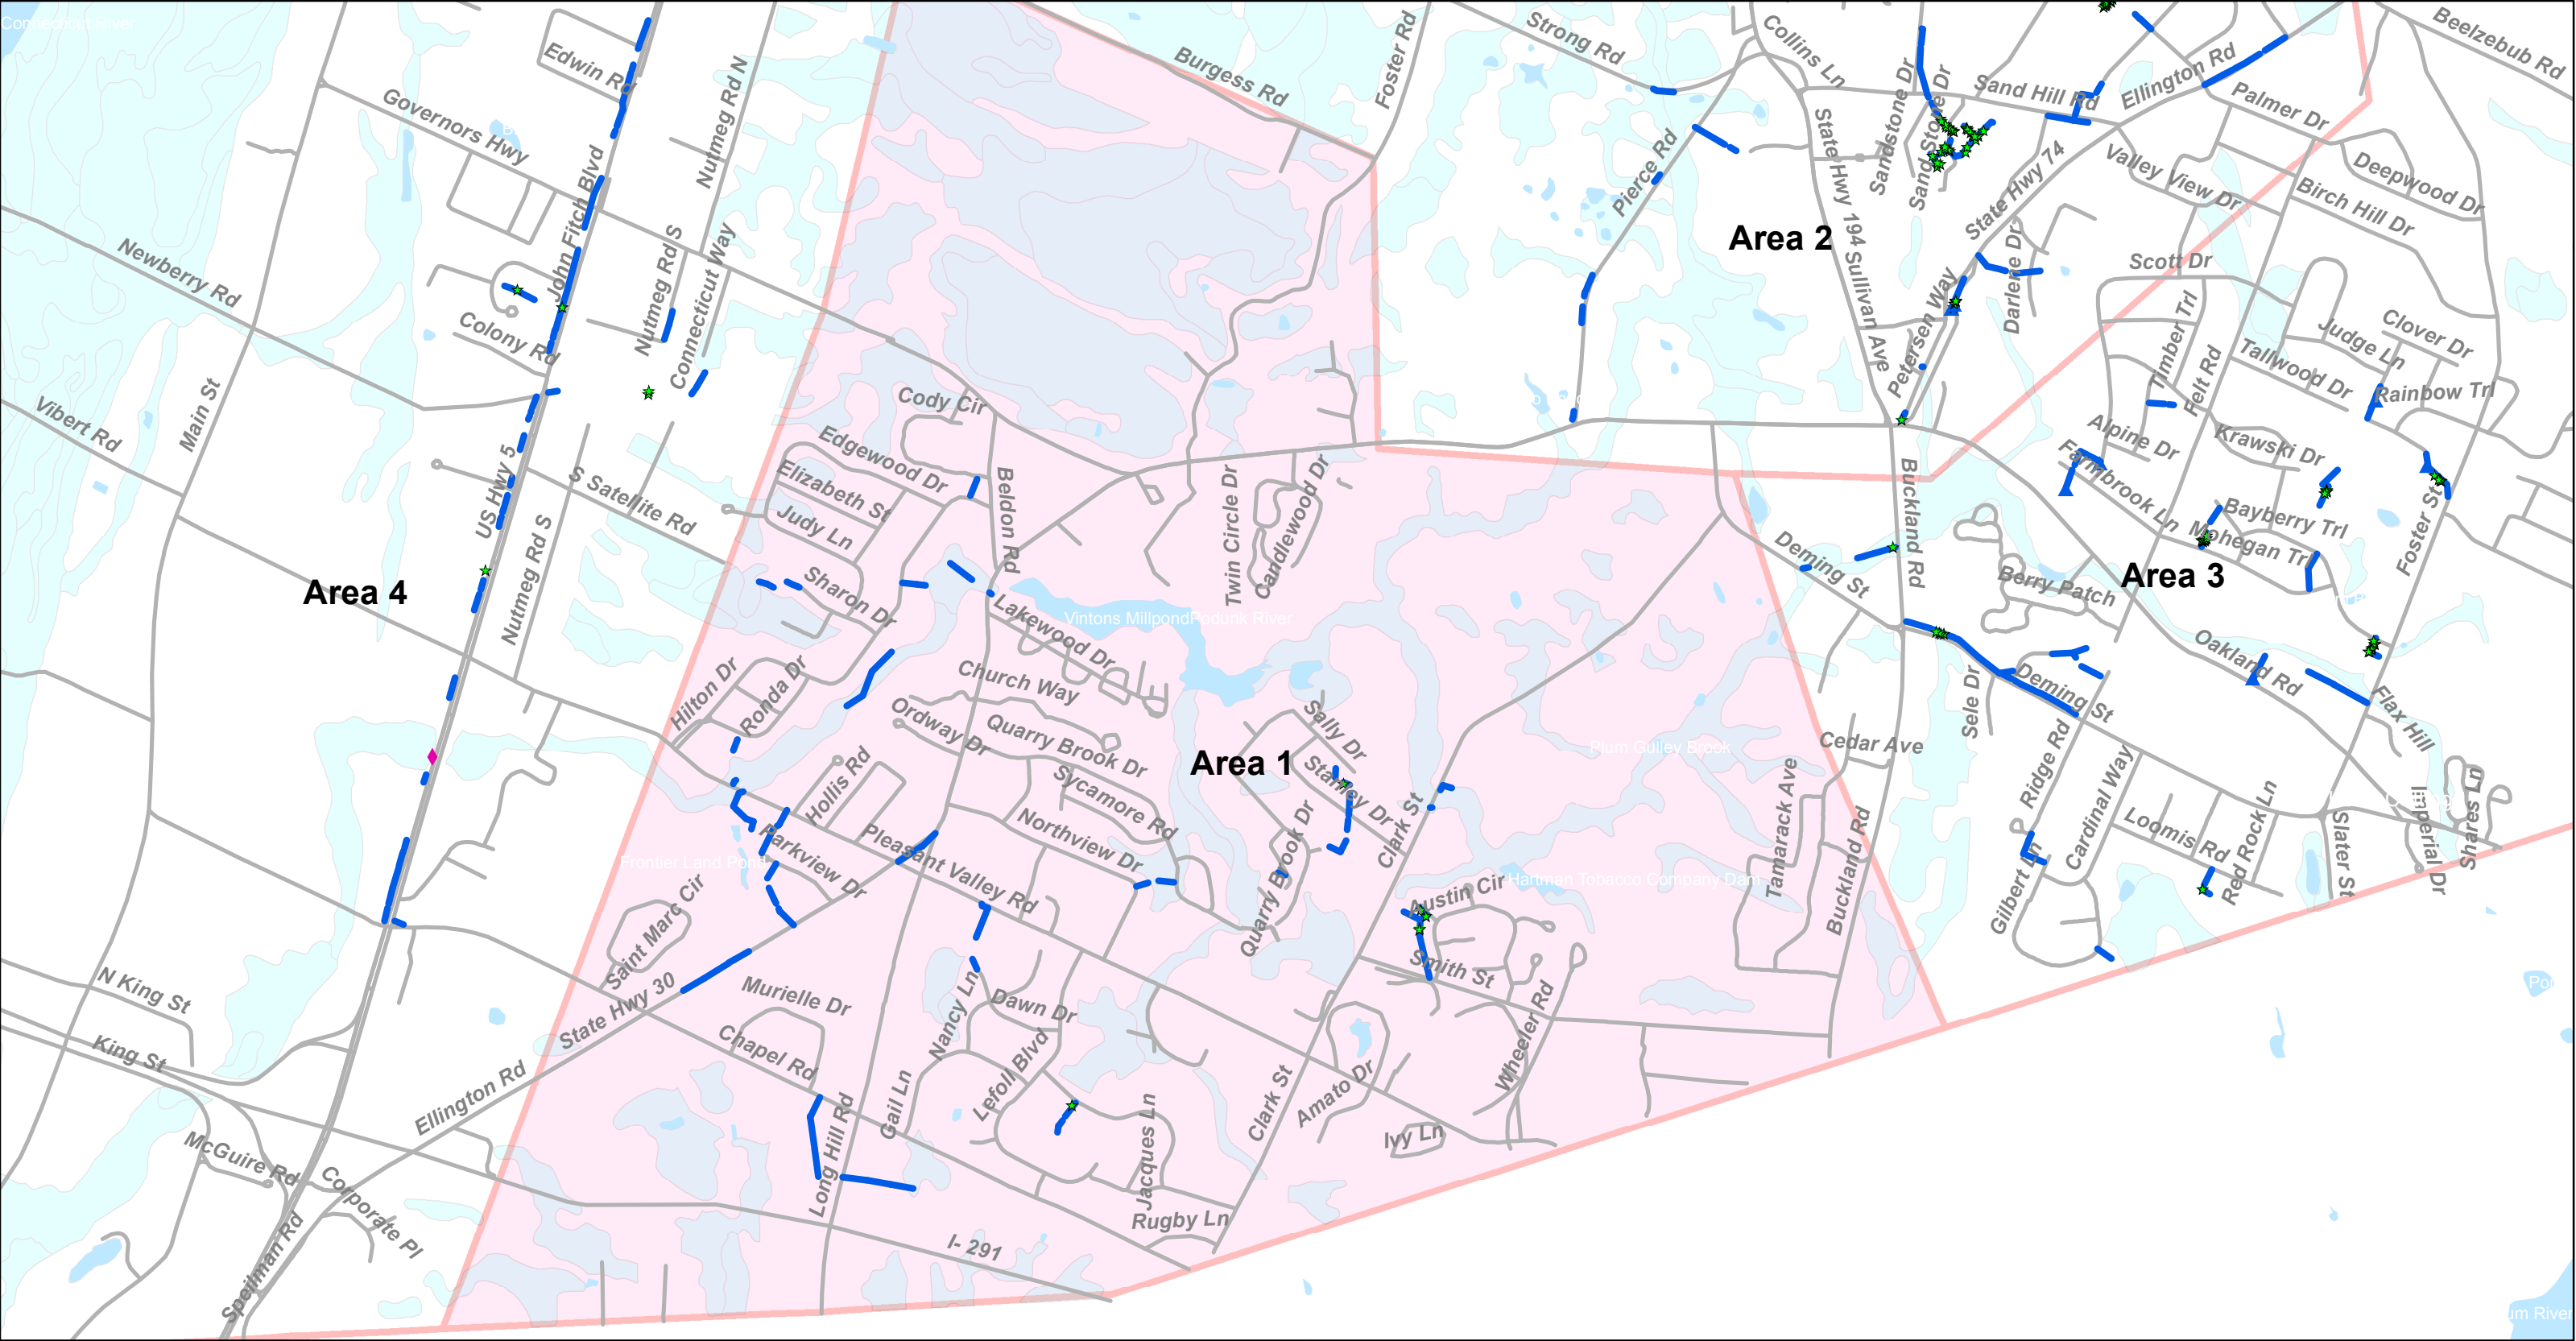 Connecticut River
Edwin Rd
Governors Hwy
Nutmeg Rd N
Burgess Rd
Foster Rd
Strong Rd
Collins Ln
Beelzebub Rd
Sandstone Dr
Sand Stone Dr
Sand Hill Rd
Ellington Rd
Palmer Dr
State Hwy 74
Valley View Dr
Deepwood Dr
Birch Hill Dr
Pierce Rd
State Hwy 194 Sullivan Ave
Area 2
Newberry Rd
John Fitch Blvd
Nutmeg Rd S
Connecticut Way
Colony Rd
Petersen Way
Darlene Dr
Scott Dr
Timber Trl
Felt Rd
Judge Ln
Clover Dr
Tallwood Dr
Rainbow Trl
Vibert Rd
Main St
Cody Cir
Edgewood Dr
Elizabeth St
Judy Ln
Beldon Rd
US Hwy 5
S Satellite Rd
Twin Circle Dr
Candlewood Dr
Buckland Rd
Alpine Dr
Farmbrook Ln
Krawski Dr
Bayberry Trl
Mohegan Trl
Foster St
Nutmeg Rd S
Area 4
Sharon Dr
Deming St
Berry Patch
Area 3
Vintons Millpond
Podunk River
Lakewood Dr
Church Way
Hilton Dr
Ronda Dr
Ordway Dr
Quarry Brook Dr
Area 1
Sally Dr
Stanley Dr
Plum Gulley Brook
Cedar Ave
Sele Dr
Deming St
Oakland Rd
Flax Hill
Hollis Rd
Sycamore Rd
Northview Dr
Clark St
Tamarack Ave
Buckland Rd
Ridge Rd
Cardinal Way
Loomis Rd
Red Rock Ln
Slater St
Imperial Dr
Shares Ln
Frontier Land Pond
Parkview Dr
Pleasant Valley Rd
Quarry Brook Dr
Austin Cir
Hartman Tobacco Company Dam
Gilbert Ln
Saint Marc Cir
State Hwy 30
Murielle Dr
Nancy Ln
Dawn Dr
Smith St
Wheeler Rd
N King St
King St
Chapel Rd
Lefoll Blvd
Ellington Rd
Long Hill Rd
Gail Ln
Jacques Ln
Clark St
Amato Dr
Ivy Ln
McGuire Rd
Corporate Pl
Speilman Rd
Rugby Ln
I- 291
um River